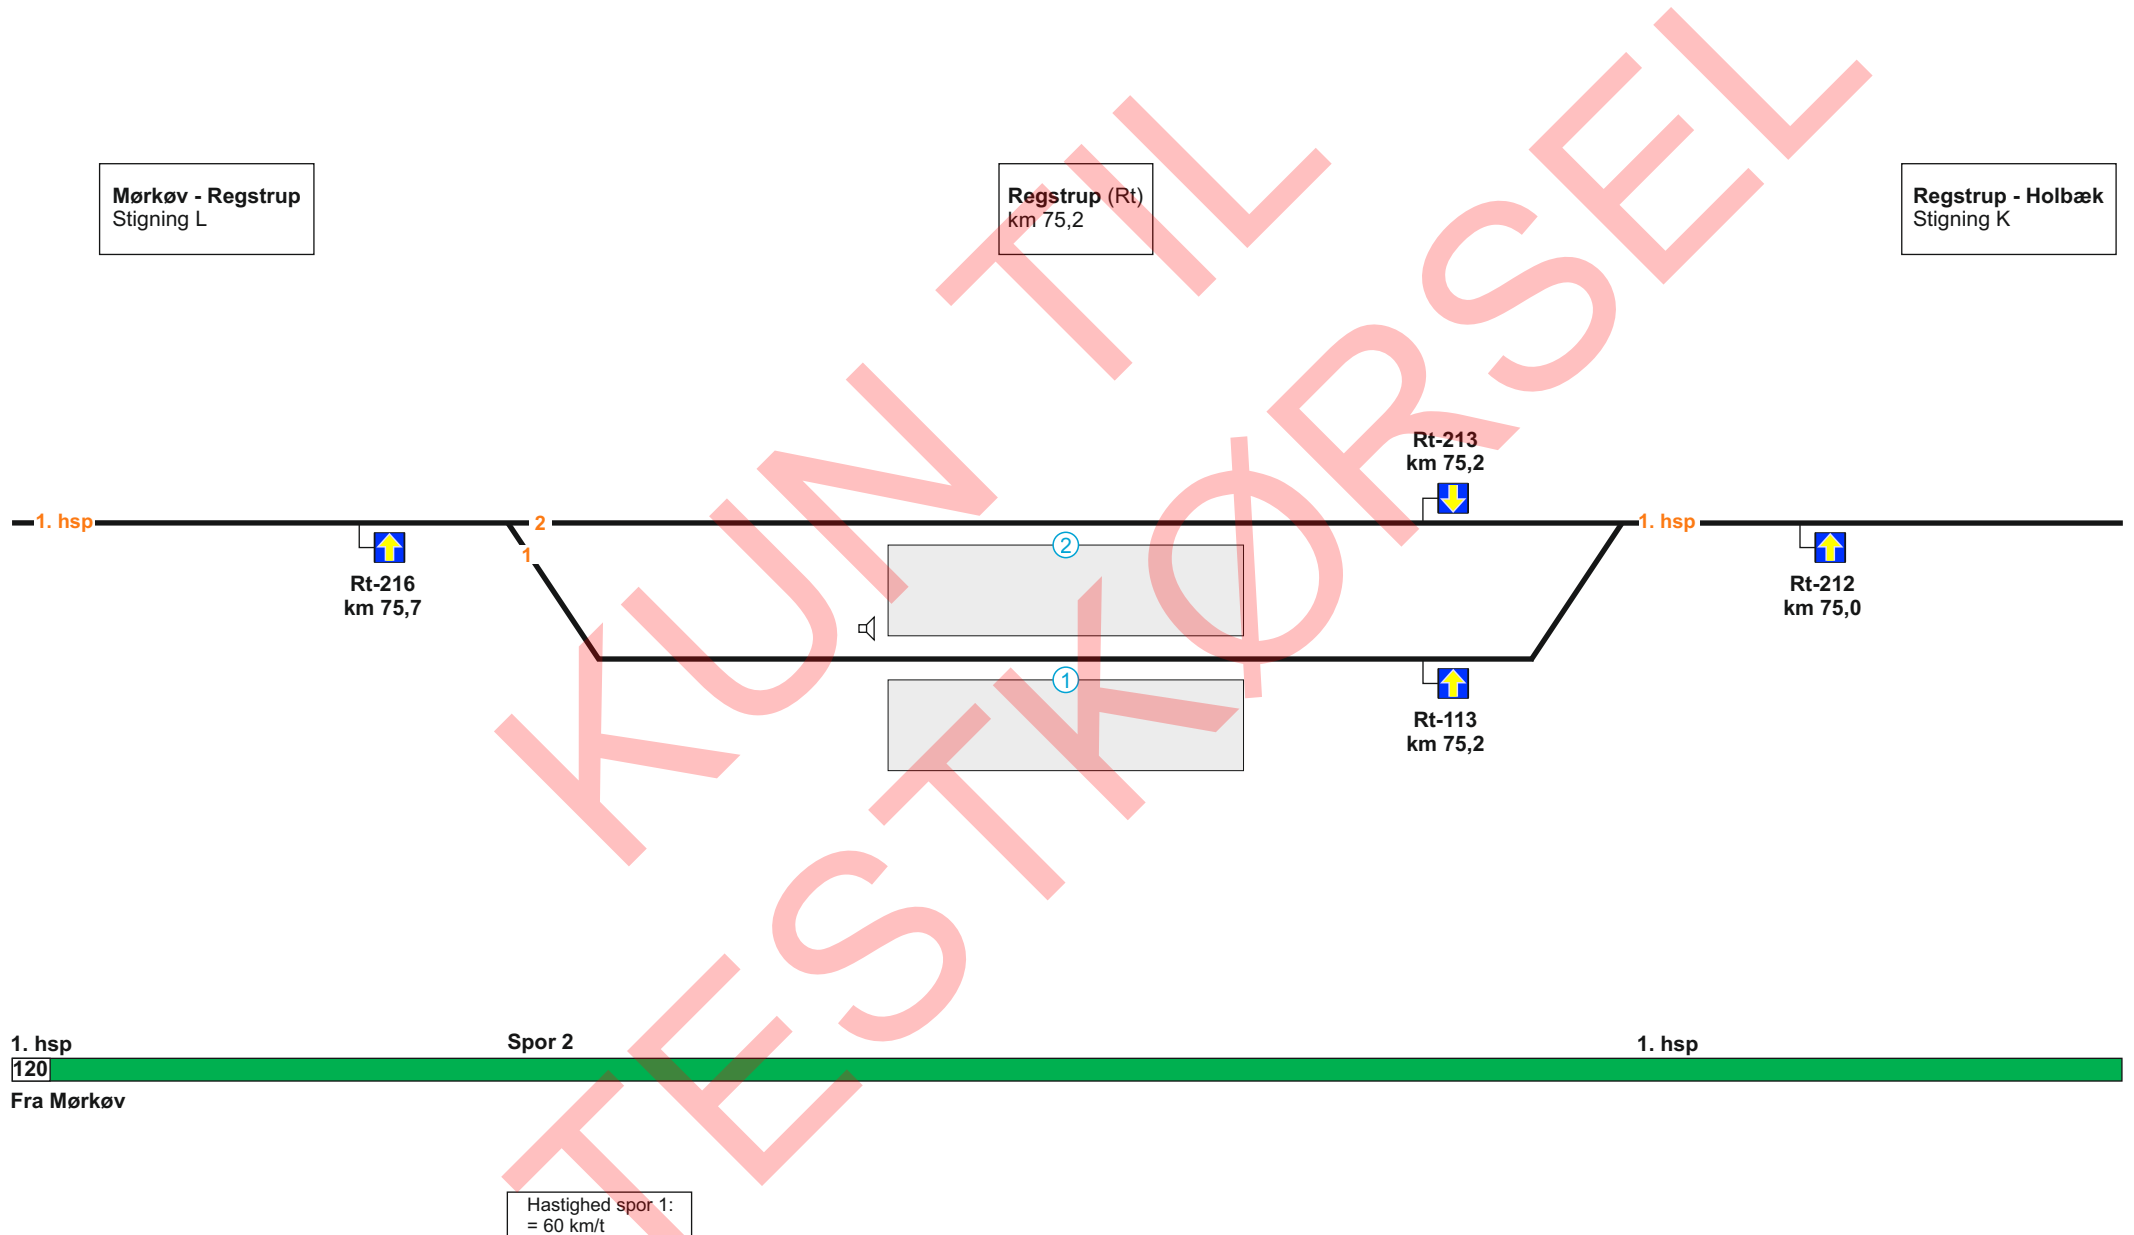 Mørkøv - Regstrup
Stigning L
Regstrup (Rt)
km 75,2
Regstrup - Holbæk
Stigning K
Rt-213
km 75,2
1. hsp
2
1. hsp
1
2
Rt-216
km 75,7
Rt-212
km 75,0
1
Rt-113
km 75,2
1. hsp
Spor 2
1. hsp
120
Fra Mørkøv
Hastighed spor 1:
= 60 km/t
KUN TIL
TESTKØRSEL